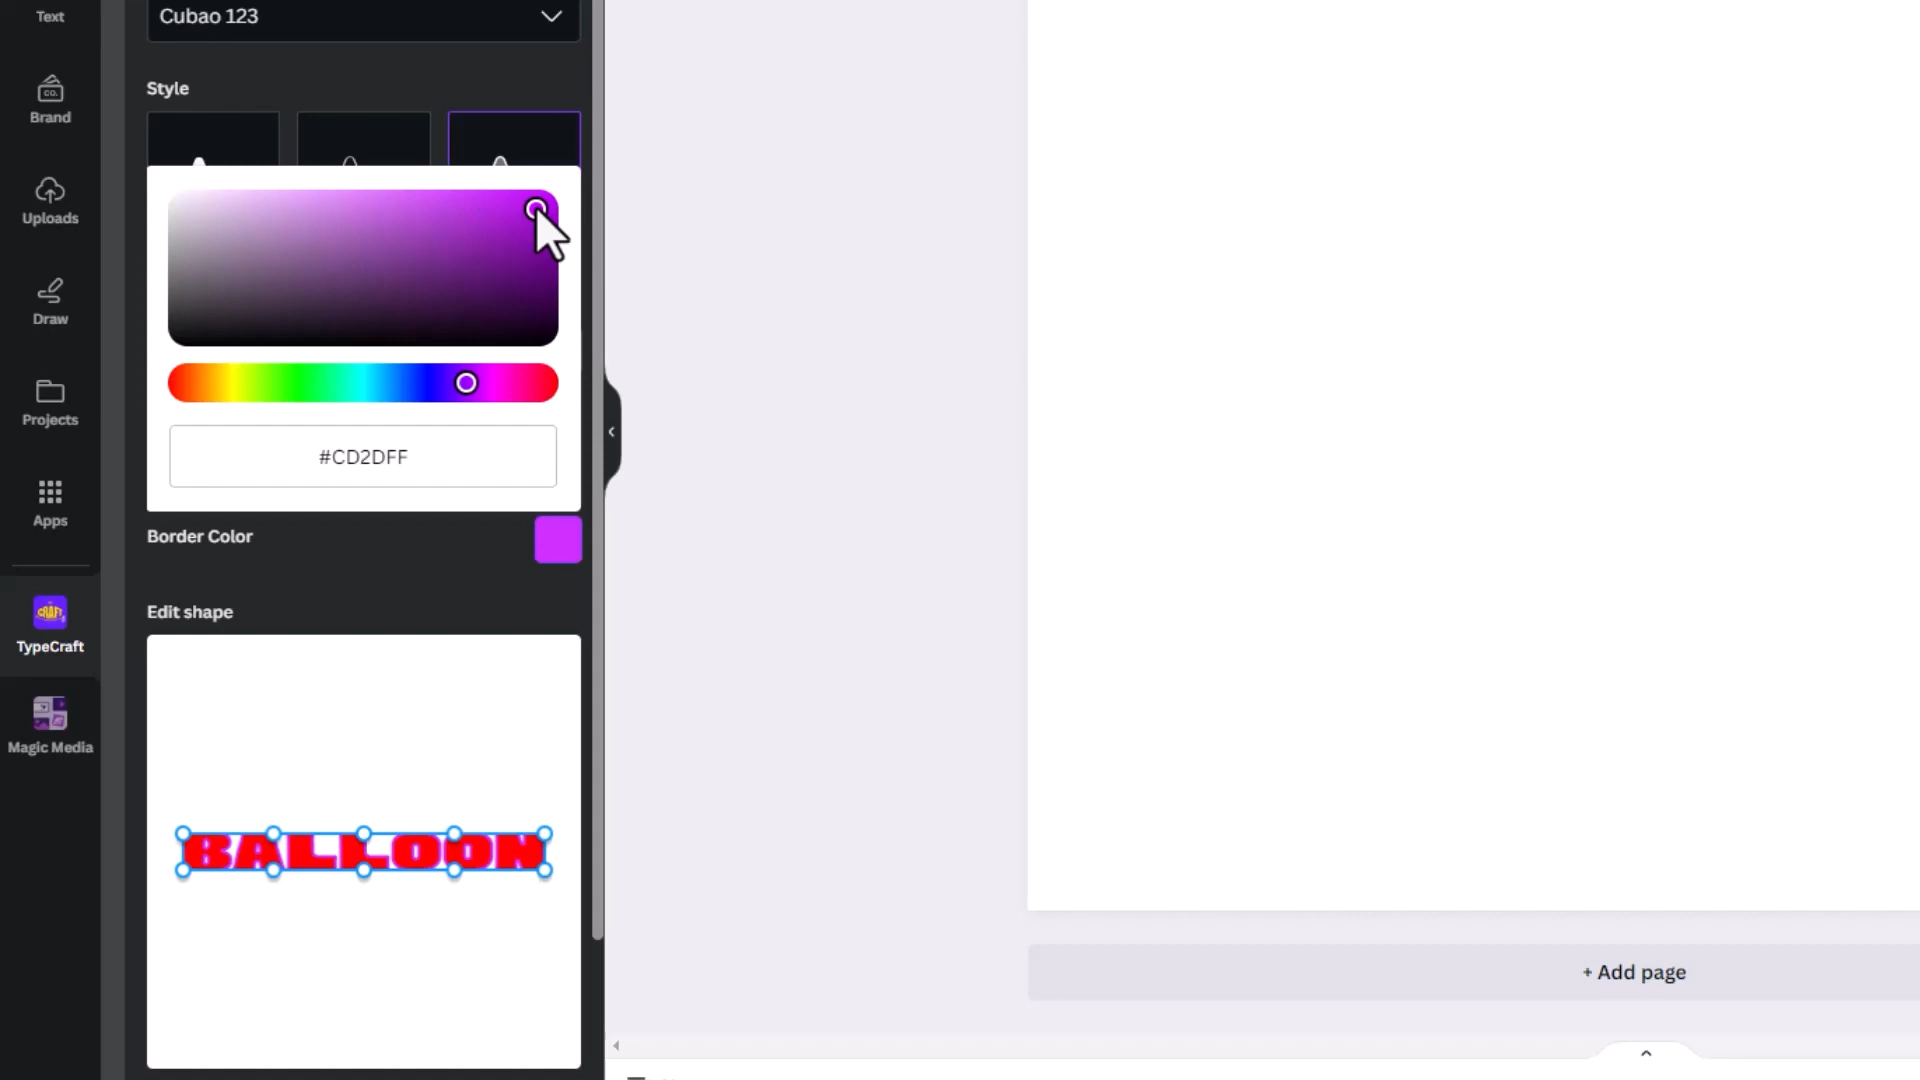 Text
Cubao 123
Style
Brand
Uploads
Draw
Projects
#CD2DFF
Apps
Border Color
Edit shape
CRAFT
TypeCraft
Magic Media
BALLOON
+ Add page